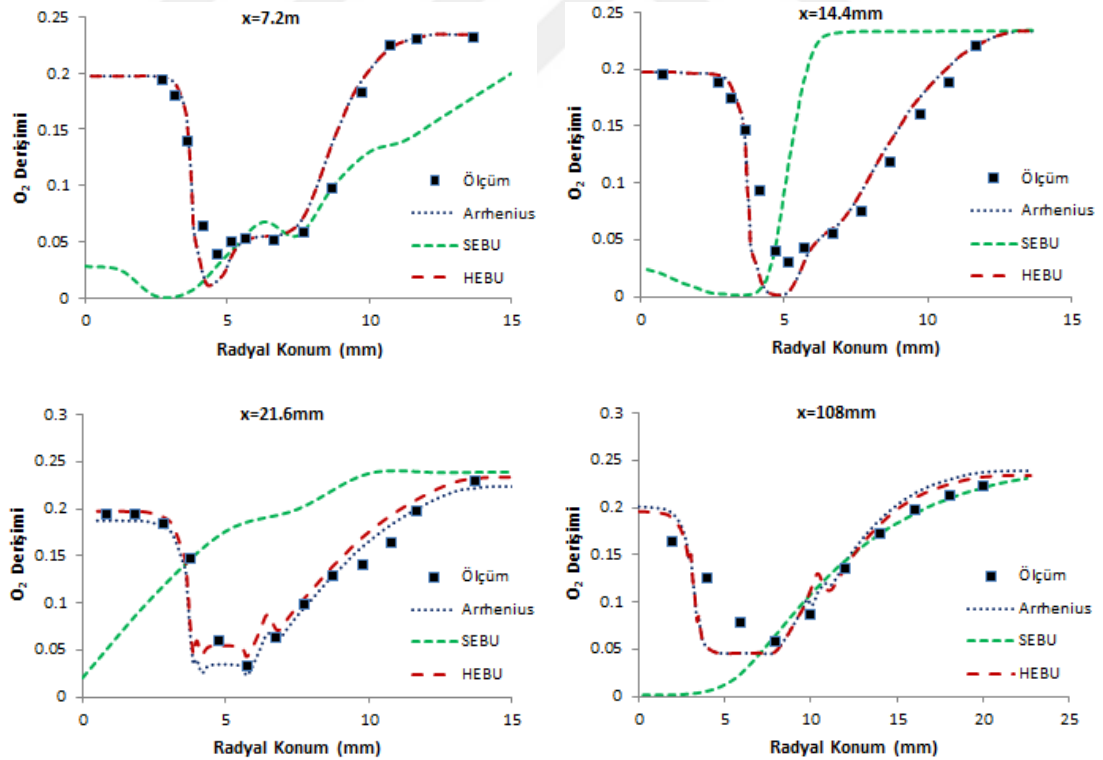 x=7.2m
0.25
0.2
0.15
0.1
0.05
0
O₂ Derişimi
0 5 10 15
Radyal Konum (mm)
Ölçüm
Arrhenius
SEBU
HEBU
x=14.4mm
0.25
0.2
0.15
0.1
0.05
0
O₂ Derişimi
0 5 10 15
Radyal Konum (mm)
Ölçüm
Arrhenius
SEBU
HEBU
x=21.6mm
0.3
0.25
0.2
0.15
0.1
0.05
0
O₂ Derişimi
0 5 10 15
Radyal Konum (mm)
Ölçüm
Arrhenius
SEBU
HEBU
x=108mm
0.3
0.25
0.2
0.15
0.1
0.05
0
O₂ Derişimi
0 5 10 15 20 25
Radyal Konum (mm)
Ölçüm
Arrhenius
SEBU
HEBU